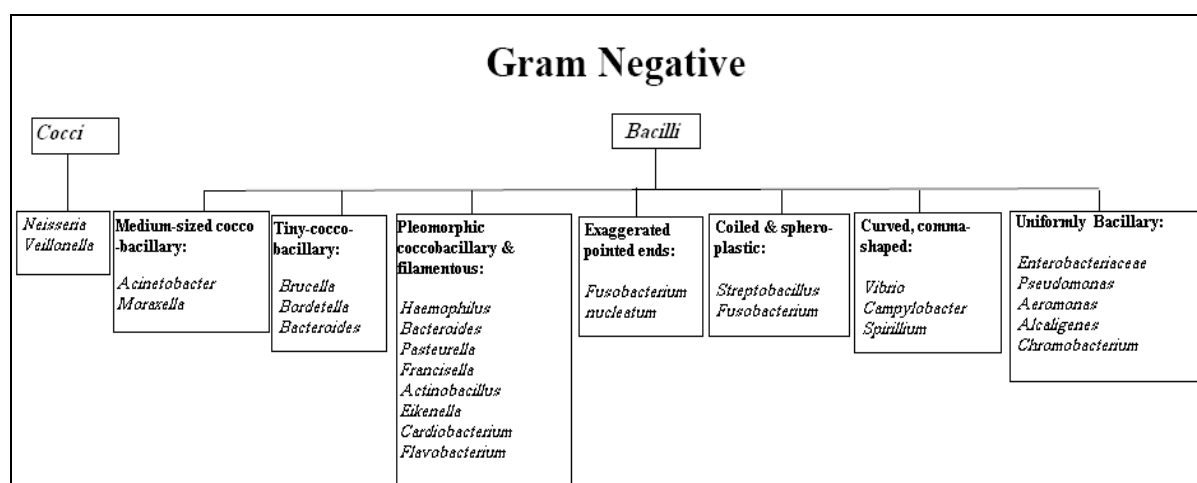 Gram Negative
Cocci
Bacilli
Neisseria
Veillonella
Medium-sized cocco
-bacillary:
Acinetobacter
Moraxella
Tiny-cocco-
bacillary:
Brucella
Bordetella
Bacteroides
Pleomorphic
coccobacillary &
filamentous:
Haemophilus
Bacteroides
Pasteurella
Francisella
Actinobacillus
Eikenella
Cardiobacterium
Flavobacterium
Exaggerated
pointed ends:
Fusobacterium
nucleatum
Coiled & sphero-
plastic:
Streptobacillus
Fusobacterium
Curved, comma-
shaped:
Vibrio
Campylobacter
Spirillium
Uniformly Bacillary:
Enterobacteriaceae
Pseudomonas
Aeromonas
Alcaligenes
Chromobacterium